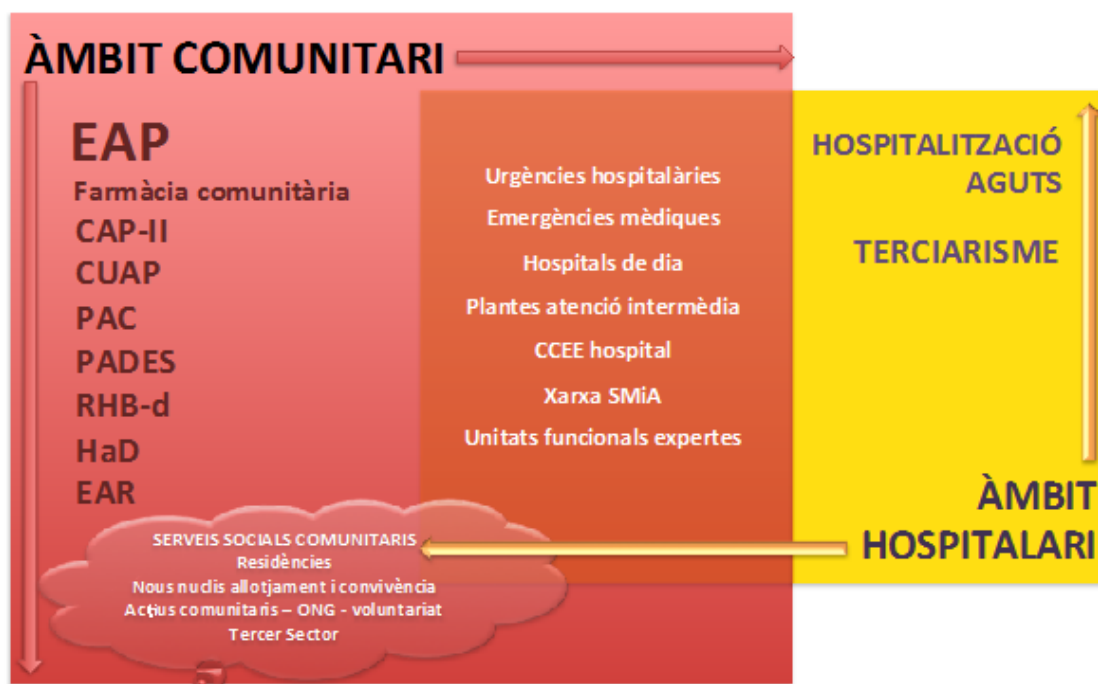 ÀMBIT COMUNITARI
EAP
Farmàcia comunitària
CAP-II
CUAP
PAC
PADES
RHB-d
HaD
EAR
Urgències hospitalàries
Emergències mèdiques
Hospitals de dia
Plantes atenció intermèdia
CCEE hospital
Xarxa SMiA
Unitats funcionals expertes
HOSPITALITZACIÓ
AGUTS
TERCIARISME
ÀMBIT
HOSPITALARI
SERVEIS SOCIALS COMUNITARIS
Residències
Nous nuclis allotjament i convivència
Actius comunitaris – ONG - voluntariat
Tercer Sector